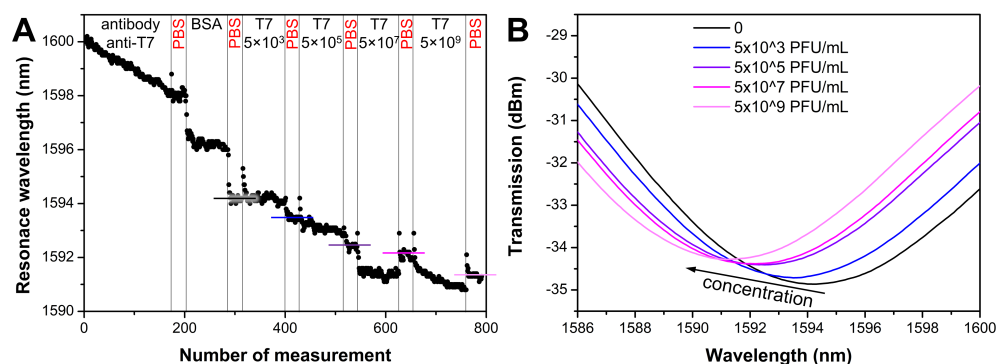 A
antibody
anti-T7
PBS
BSA
PBS
T7
5×10³
PBS
T7
5×10⁵
PBS
T7
5×10⁷
PBS
T7
5×10⁹
PBS
Resonace wavelength (nm)
1600
1598
1596
1594
1592
1590
0
200
400
600
800
Number of measurement
B
0
5x10^3 PFU/mL
5x10^5 PFU/mL
5x10^7 PFU/mL
5x10^9 PFU/mL
Transmission (dBm)
-30
-31
-32
-33
-34
-35
concentration
1586
1588
1590
1592
1594
1596
1598
1600
Wavelength (nm)